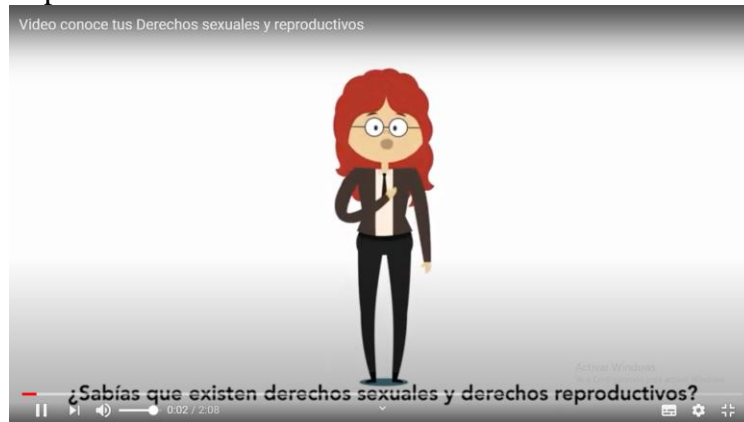 Video conoce tus Derechos sexuales y reproductivos
Activar Windows
¿Sabías que existen derechos sexuales y derechos reproductivos?
0:02 / 2:08